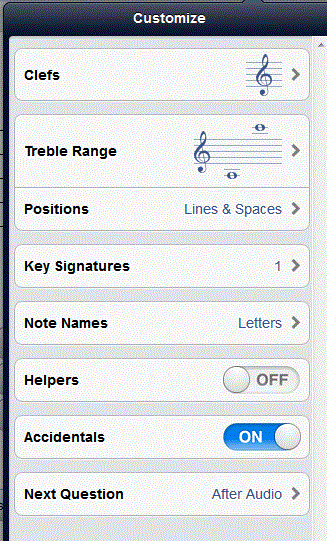 Customize
Clefs
Treble Range
Positions Lines & Spaces
Key Signatures 1
Note Names Letters
Helpers OFF
Accidentals ON
Next Question After Audio